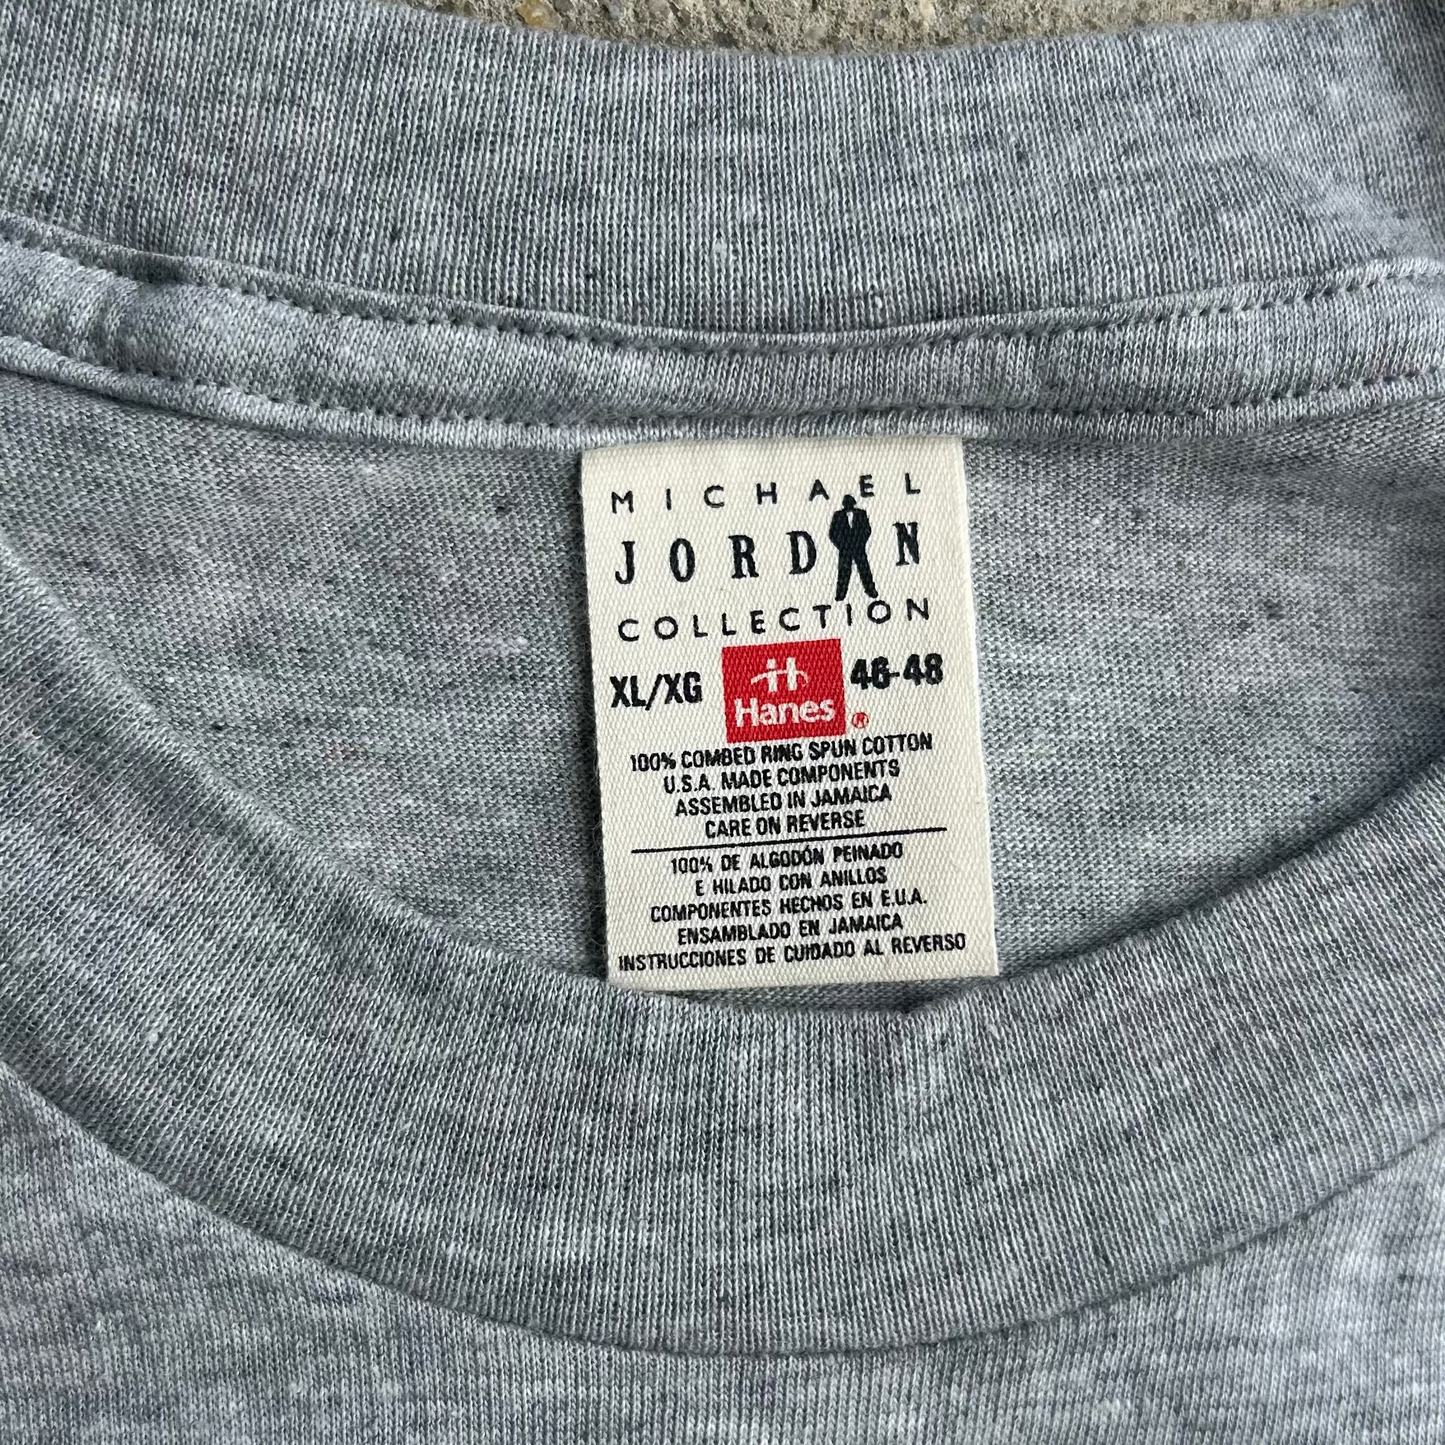 MICHAEL
JORDAN
COLLECTION
XL/XG Hanes® 46-48
100% COMBED RING SPUN COTTON
U.S.A. MADE COMPONENTS
ASSEMBLED IN JAMAICA
CARE ON REVERSE
100% DE ALGODÓN PEINADO
E HILADO CON ANILLOS
COMPONENTES HECHOS EN E.U.A.
ENSAMBLADO EN JAMAICA
INSTRUCCIONES DE CUIDADO AL REVERSO